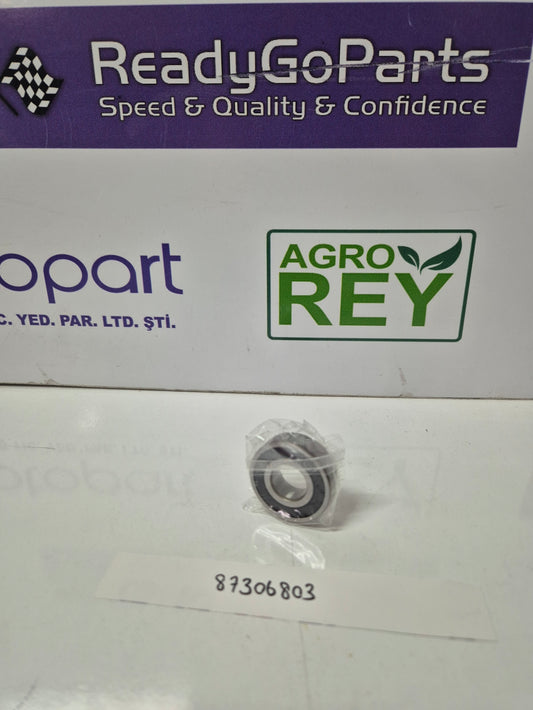 ReadyGoParts
Speed & Quality & Confidence
opart
C. YED. PAR. LTD. ŞTİ.
AGRO
REY
87306803